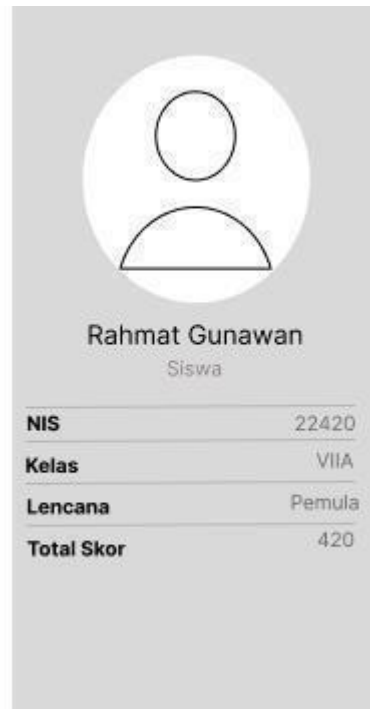 Rahmat Gunawan
Siswa
NIS 22420
Kelas VIIA
Lencana Pemula
Total Skor 420